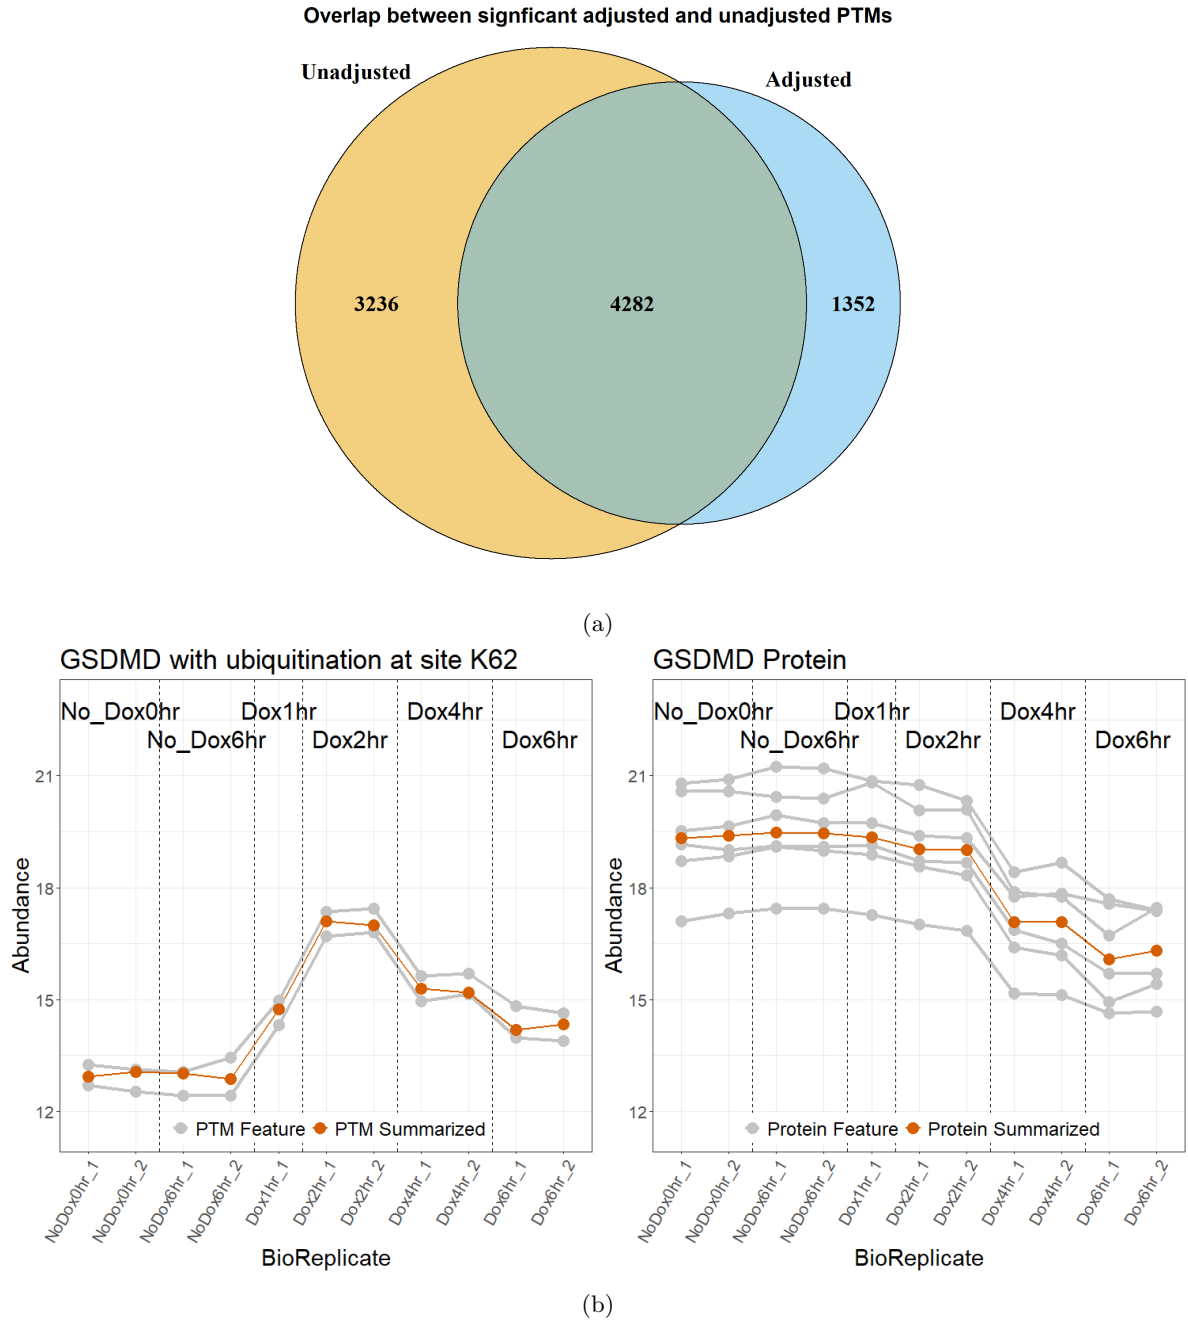 Overlap between signficant adjusted and unadjusted PTMs
Unadjusted
Adjusted
3236
4282
1352
(a)
GSDMD with ubiquitination at site K62
No_Dox0hr
Dox1hr
Dox4hr
No_Dox6hr
Dox2hr
Dox6hr
21
18
15
12
Abundance
PTM Feature
PTM Summarized
NoDox0hr_1
NoDox0hr_2
NoDox6hr_1
NoDox6hr_2
Dox1hr_1
Dox2hr_1
Dox2hr_2
Dox4hr_1
Dox4hr_2
Dox6hr_1
Dox6hr_2
BioReplicate
GSDMD Protein
No_Dox0hr
Dox1hr
Dox4hr
No_Dox6hr
Dox2hr
Dox6hr
21
18
15
12
Abundance
Protein Feature
Protein Summarized
NoDox0hr_1
NoDox0hr_2
NoDox6hr_1
NoDox6hr_2
Dox1hr_1
Dox2hr_1
Dox2hr_2
Dox4hr_1
Dox4hr_2
Dox6hr_1
Dox6hr_2
BioReplicate
(b)